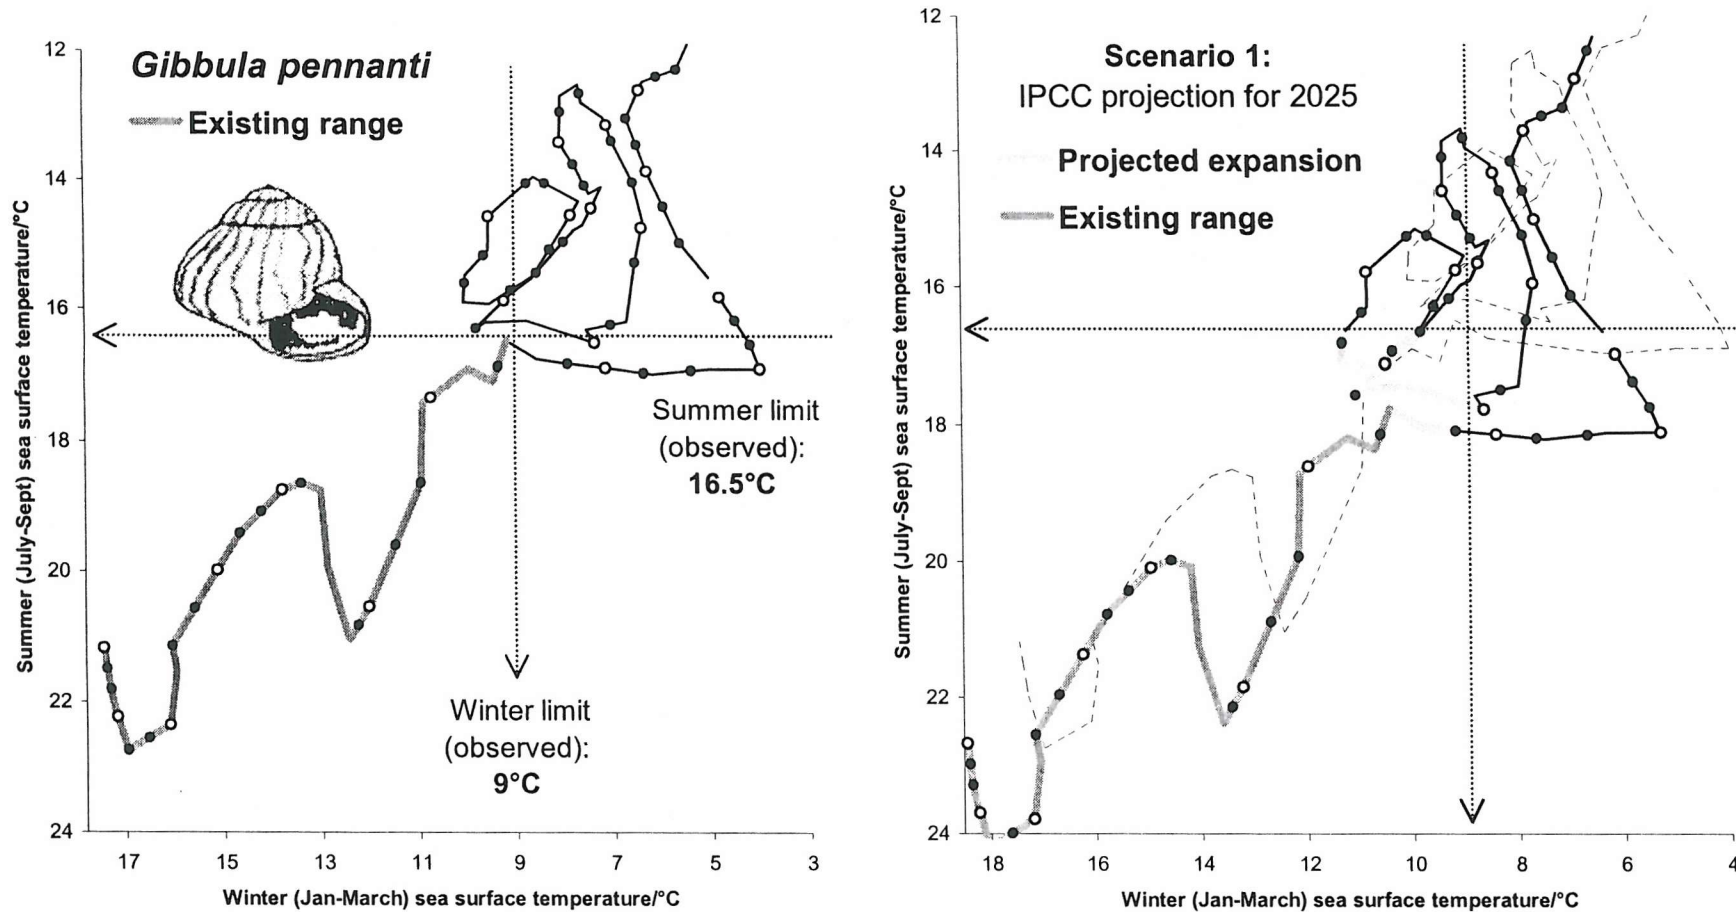 Gibbula pennanti
Existing range
12
14
16
18
20
22
24
Summer (July-Sept) sea surface temperature/°C
Summer limit
(observed):
16.5°C
Winter limit
(observed):
9°C
17 15 13 11 9 7 5 3
Winter (Jan-March) sea surface temperature/°C
Scenario 1:
IPCC projection for 2025
Projected expansion
Existing range
12
14
16
18
20
22
24
Summer (July-Sept) sea surface temperature/°C
18 16 14 12 10 8 6 4
Winter (Jan-March) sea surface temperature/°C